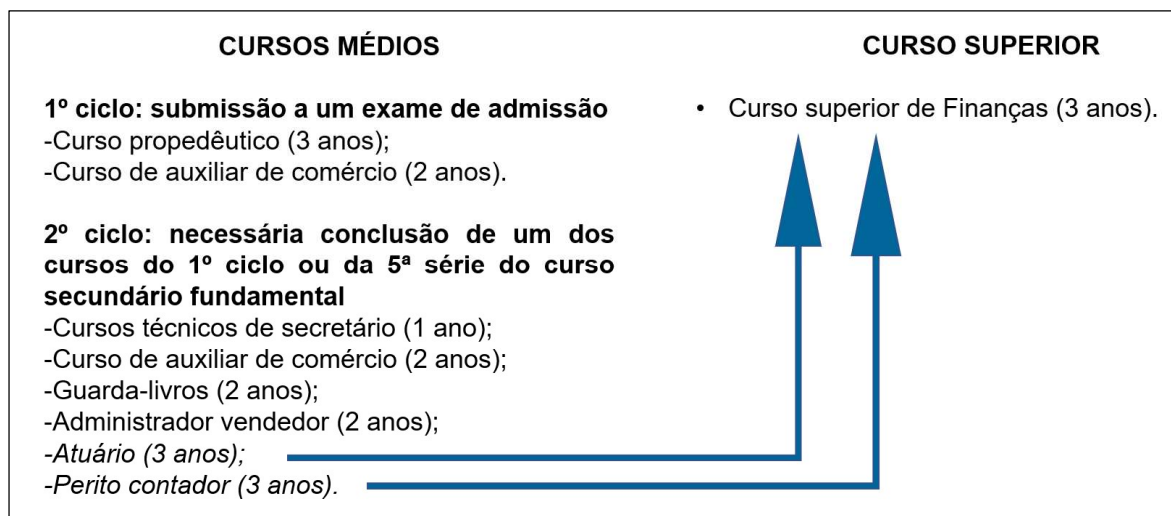 CURSOS MÉDIOS
1º ciclo: submissão a um exame de admissão
-Curso propedêutico (3 anos);
-Curso de auxiliar de comércio (2 anos).
2º ciclo: necessária conclusão de um dos
cursos do 1º ciclo ou da 5ª série do curso
secundário fundamental
-Cursos técnicos de secretário (1 ano);
-Curso de auxiliar de comércio (2 anos);
-Guarda-livros (2 anos);
-Administrador vendedor (2 anos);
-Atuário (3 anos);
-Perito contador (3 anos).
CURSO SUPERIOR
• Curso superior de Finanças (3 anos).